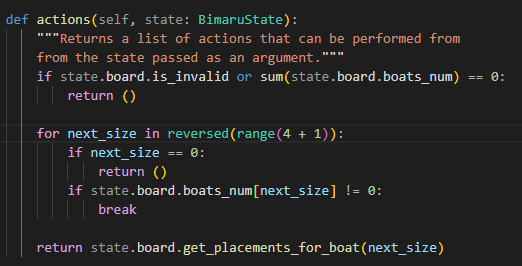 def actions(self, state: BimaruState):
    """Returns a list of actions that can be performed from
    from the state passed as an argument."""
    if state.board.is_invalid or sum(state.board.boats_num) == 0:
        return ()

    for next_size in reversed(range(4 + 1)):
        if next_size == 0:
            return ()
        if state.board.boats_num[next_size] != 0:
            break

    return state.board.get_placements_for_boat(next_size)